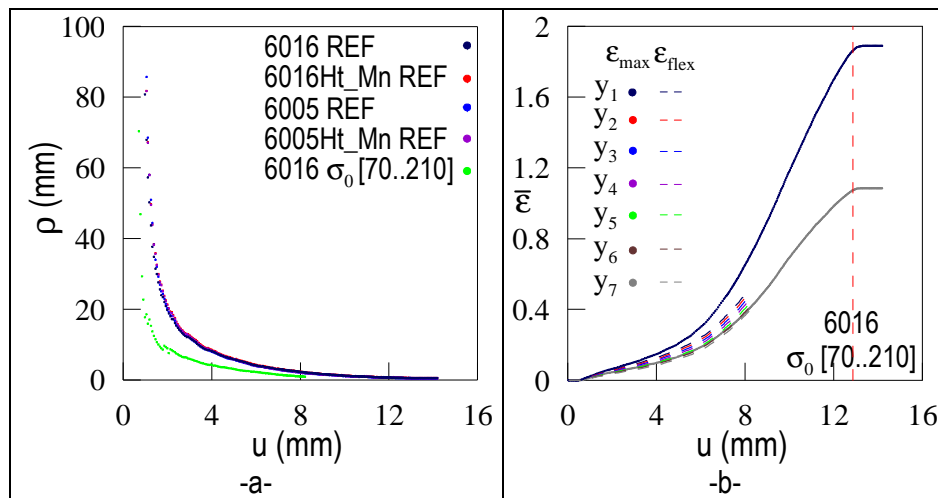 100
80
60
40
20
0
ρ (mm)
6016 REF
6016Ht_Mn REF
6005 REF
6005Ht_Mn REF
6016 σ0 [70..210]
0 4 8 12 16
u (mm)
-a-
2
1.6
1.2
0.8
0.4
0
ε̅
εmax εflex
y1
y2
y3
y4
y5
y6
y7
6016
σ0 [70..210]
0 4 8 12 16
u (mm)
-b-